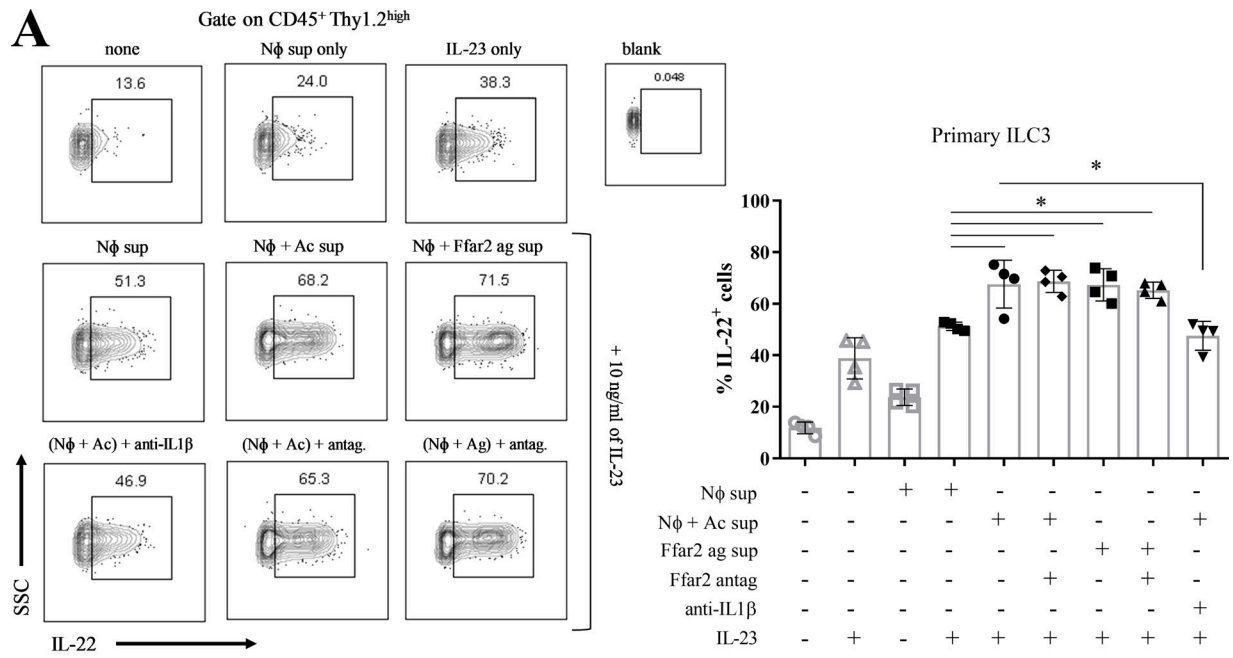 A
Gate on CD45+ Thy1.2high
none
Nϕ sup only
IL-23 only
blank
13.6
24.0
38.3
0.048
Nϕ sup
Nϕ + Ac sup
Nϕ + Ffar2 ag sup
51.3
68.2
71.5
(Nϕ + Ac) + anti-IL1β
(Nϕ + Ac) + antag.
(Nϕ + Ag) + antag.
46.9
65.3
70.2
+ 10 ng/ml of IL-23
SSC
IL-22
Primary ILC3
*
*
% IL-22+ cells
100
80
60
40
20
0
Nϕ sup - - + + - - - - -
Nϕ + Ac sup - - - - + + - - +
Ffar2 ag sup - - - - - - + + -
Ffar2 antag - - - - - + - + -
anti-IL1β - - - - - - - - +
IL-23 - + - + + + + + +